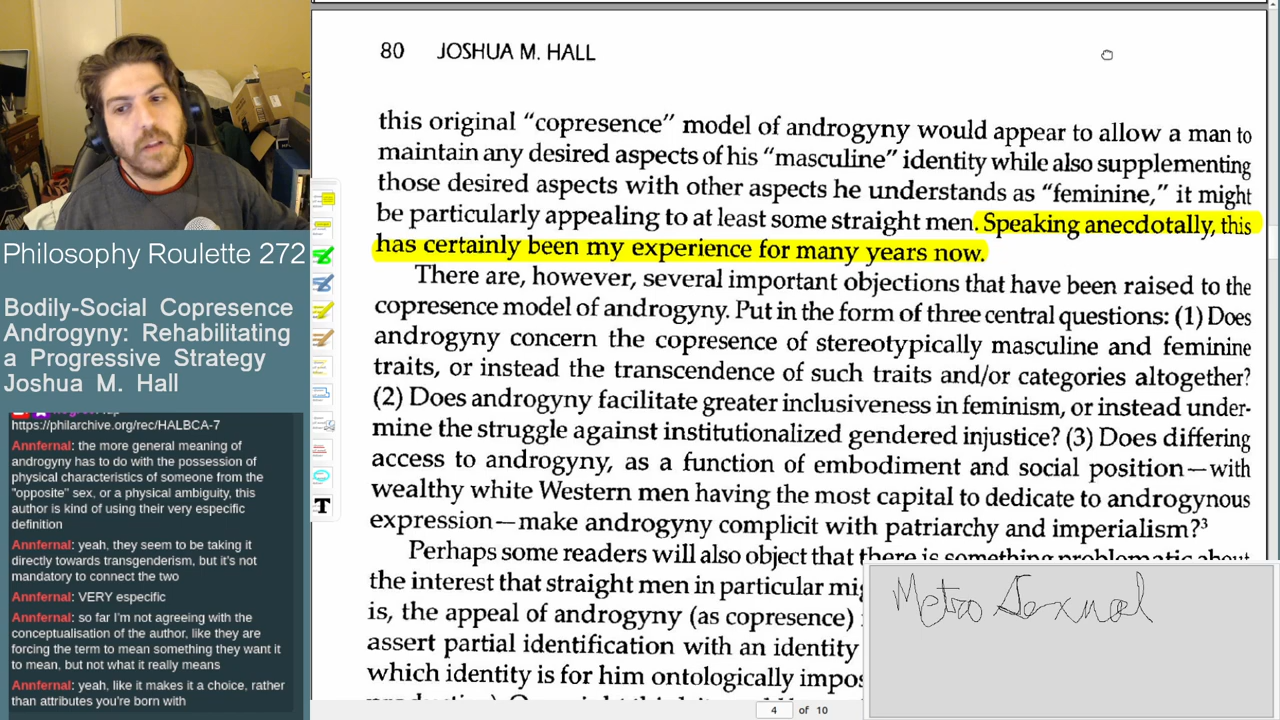 80 JOSHUA M. HALL
this original “copresence” model of androgyny would appear to allow a man to
maintain any desired aspects of his “masculine” identity while also supplementing
those desired aspects with other aspects he understands as “feminine,” it might
be particularly appealing to at least some straight men. Speaking anecdotally, this
has certainly been my experience for many years now.
There are, however, several important objections that have been raised to the
copresence model of androgyny. Put in the form of three central questions: (1) Does
androgyny concern the copresence of stereotypically masculine and feminine
traits, or instead the transcendence of such traits and/or categories altogether?
(2) Does androgyny facilitate greater inclusiveness in feminism, or instead under-
mine the struggle against institutionalized gendered injustice? (3) Does differing
access to androgyny, as a function of embodiment and social position—with
wealthy white Western men having the most capital to dedicate to androgynous
expression—make androgyny complicit with patriarchy and imperialism?³
Perhaps some readers will also object that there is something problematic about
the interest that straight men in particular mig
is, the appeal of androgyny (as copresence)
assert partial identification with an identity
which identity is for him ontologically impos
Metro Sexual
4 of 10
T
Philosophy Roulette 272
Bodily-Social Copresence
Androgyny: Rehabilitating
a Progressive Strategy
Joshua M. Hall
https://philarchive.org/rec/HALBCA-7
Annfernal: the more general meaning of
androgyny has to do with the possession of
physical characteristics of someone from the
"opposite" sex, or a physical ambiguity, this
author is kind of using their very especific
definition
Annfernal: yeah, they seem to be taking it
directly towards transgenderism, but it's not
mandatory to connect the two
Annfernal: VERY especific
Annfernal: so far I'm not agreeing with the
conceptualisation of the author, like they are
forcing the term to mean something they want it
to mean, but not what it really means
Annfernal: yeah, like it makes it a choice, rather
than attributes you're born with